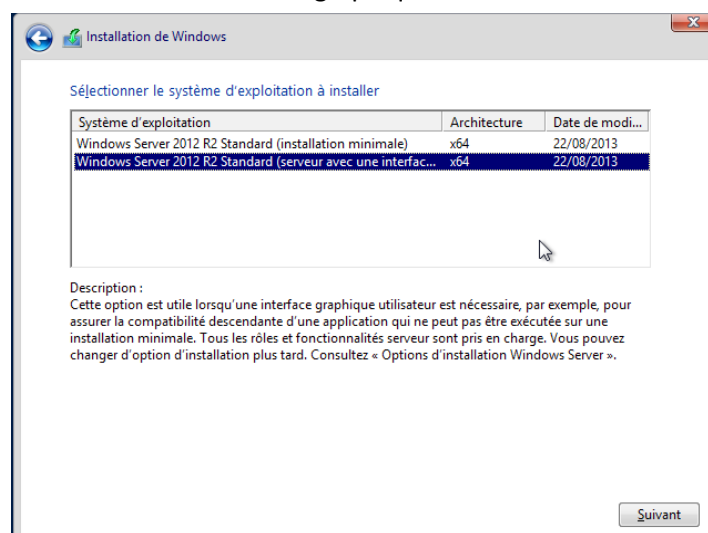 Installation de Windows
Sélectionner le système d'exploitation à installer
Système d'exploitation Architecture Date de modi...
Windows Server 2012 R2 Standard (installation minimale) x64 22/08/2013
Windows Server 2012 R2 Standard (serveur avec une interfac... x64 22/08/2013
Description :
Cette option est utile lorsqu'une interface graphique utilisateur est nécessaire, par exemple, pour
assurer la compatibilité descendante d'une application qui ne peut pas être exécutée sur une
installation minimale. Tous les rôles et fonctionnalités serveur sont pris en charge. Vous pouvez
changer d'option d'installation plus tard. Consultez « Options d'installation Windows Server ».
Suivant